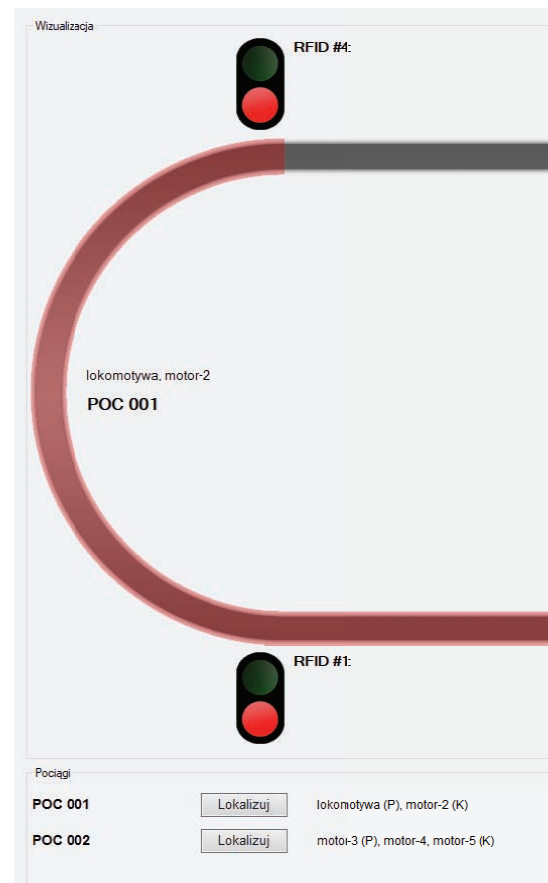 Wizualizacja
RFID #4:
lokomotywa, motor-2
POC 001
RFID #1:
Pociągi
POC 001 Lokalizuj lokomotywa (P), motor-2 (K)
POC 002 Lokalizuj motor-3 (P), motor-4, motor-5 (K)